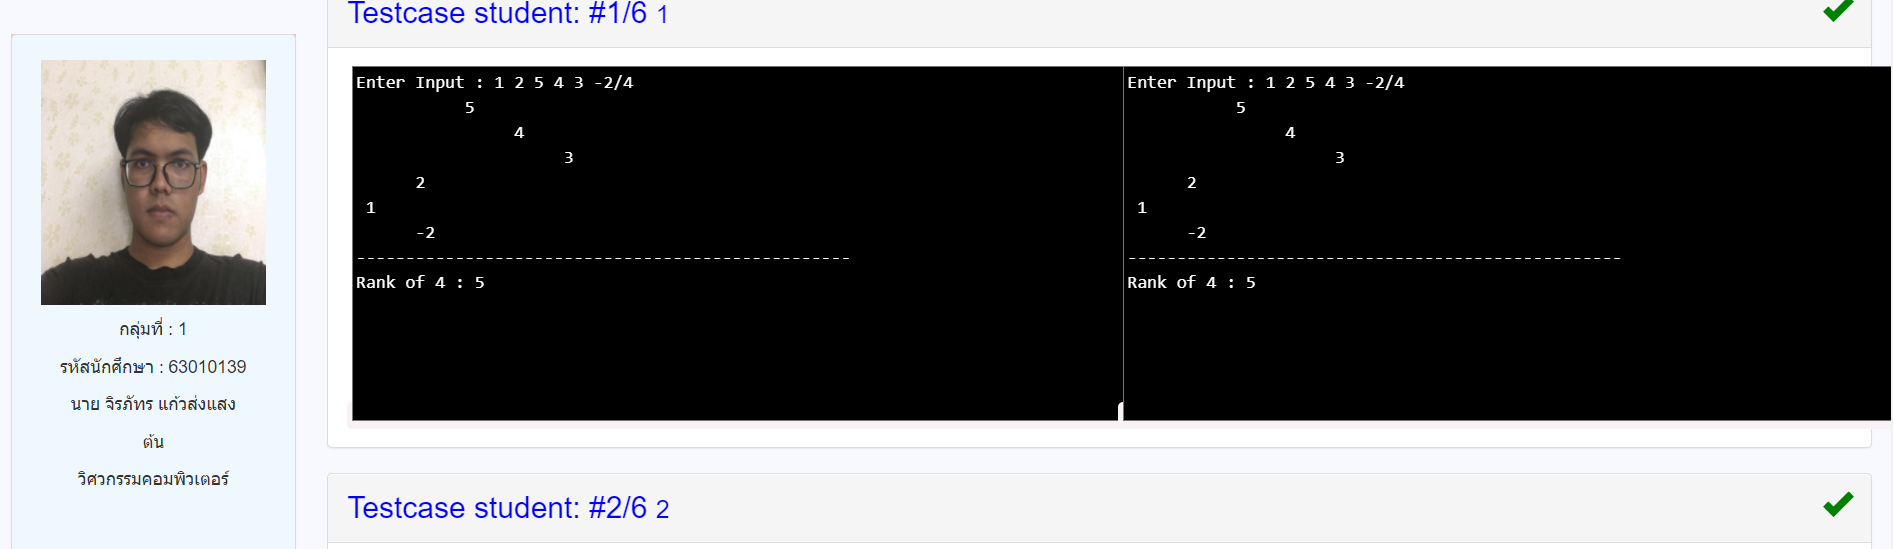 Testcase student: #1/6 1
กลุ่มที่ : 1
รหัสนักศึกษา : 63010139
นาย จิรภัทร แก้วส่งแสง
ต้น
วิศวกรรมคอมพิวเตอร์
Enter Input : 1 2 5 4 3 -2/4
5
4
3
2
1
-2
--------------------------------------------------
Rank of 4 : 5
Enter Input : 1 2 5 4 3 -2/4
5
4
3
2
1
-2
--------------------------------------------------
Rank of 4 : 5
Testcase student: #2/6 2